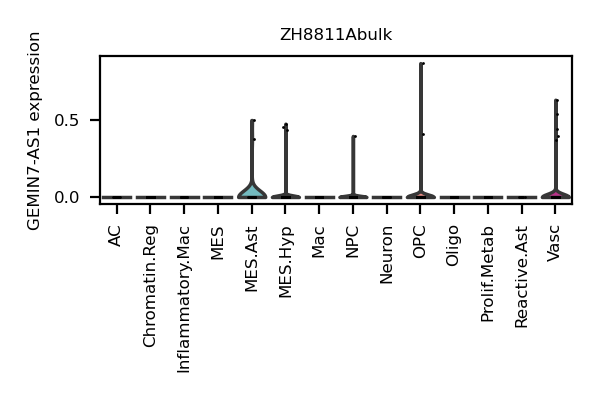 ZH8811Abulk
GEMIN7-AS1 expression
0.5
0.0
AC
Chromatin.Reg
Inflammatory.Mac
MES
MES.Ast
MES.Hyp
Mac
NPC
Neuron
OPC
Oligo
Prolif.Metab
Reactive.Ast
Vasc